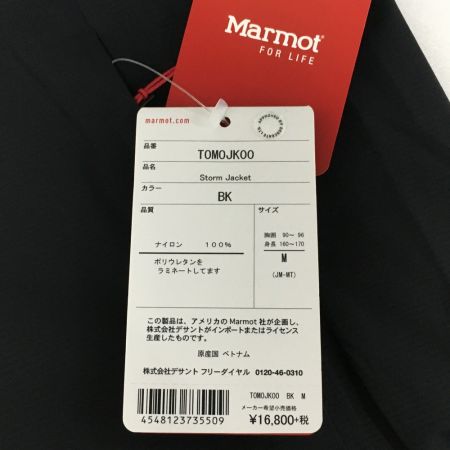 Marmot
FOR LIFE
marmot.com
APPROVED BY DESCENTE LTD.
品番
TOMOJK00
品名
Storm Jacket
カラー
BK
品質
サイズ
ナイロン 100%
ポリウレタンを
ラミネートしてます
胸囲 90~ 96
身長 160~170
M
(JM-MT)
この製品は、アメリカのMarmot 社が企画し、
株式会社デサントがインポートまたはライセンス
生産したものです。
原産国 ベトナム
株式会社デサント フリーダイヤル 0120-46-0310
4548123735509
TOMOJK00 BK M
メーカー希望小売価格
¥16,800+税